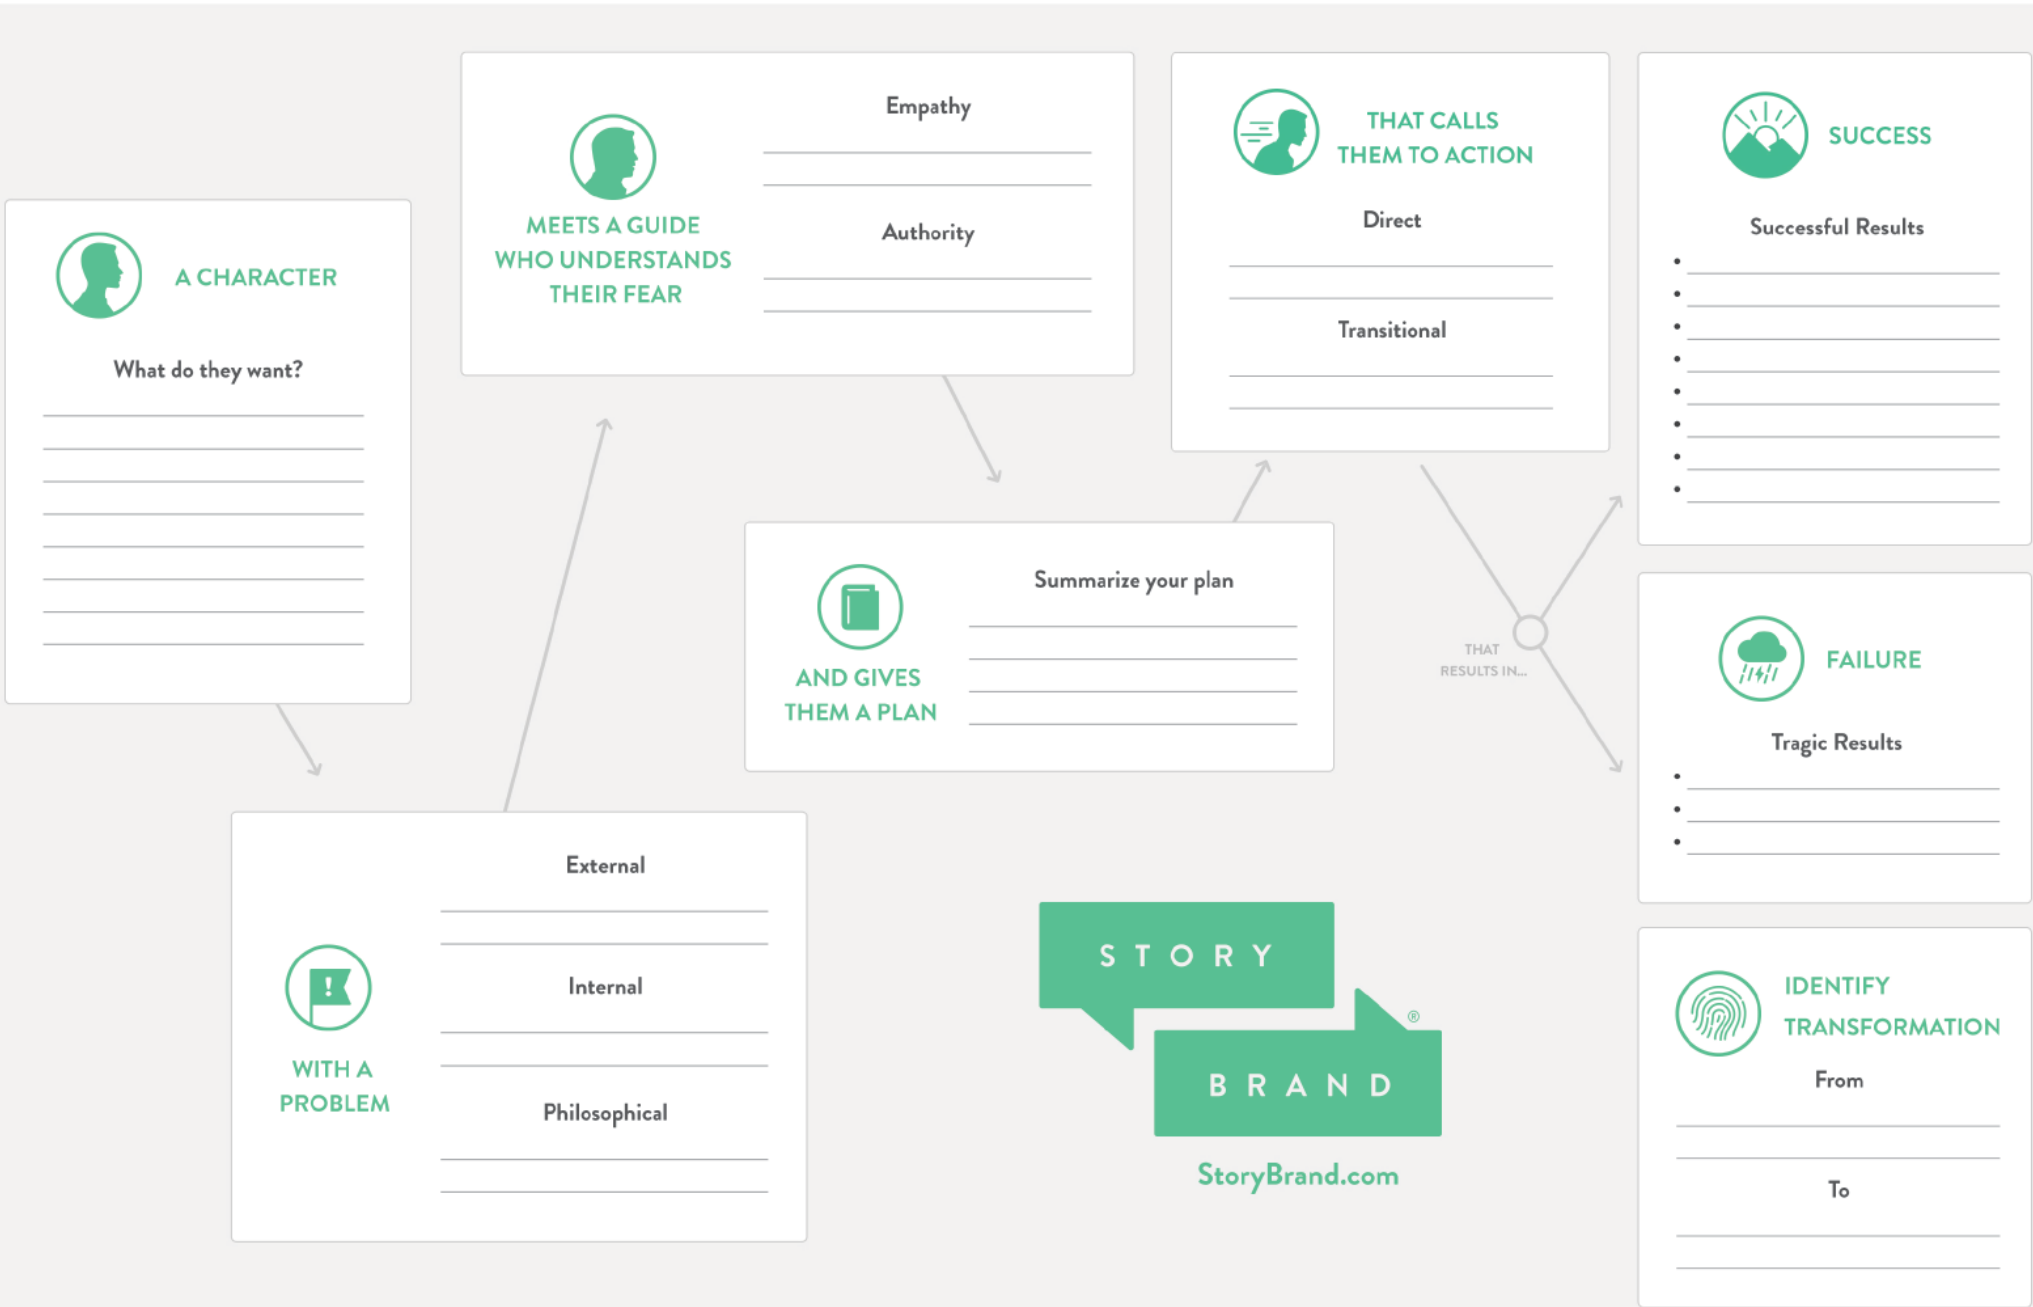 A CHARACTER
What do they want?
WITH A
PROBLEM
External
Internal
Philosophical
MEETS A GUIDE
WHO UNDERSTANDS
THEIR FEAR
Empathy
Authority
AND GIVES
THEM A PLAN
Summarize your plan
THAT CALLS
THEM TO ACTION
Direct
Transitional
THAT
RESULTS IN...
SUCCESS
Successful Results
FAILURE
Tragic Results
IDENTIFY
TRANSFORMATION
From
To
STORY
BRAND
®
StoryBrand.com